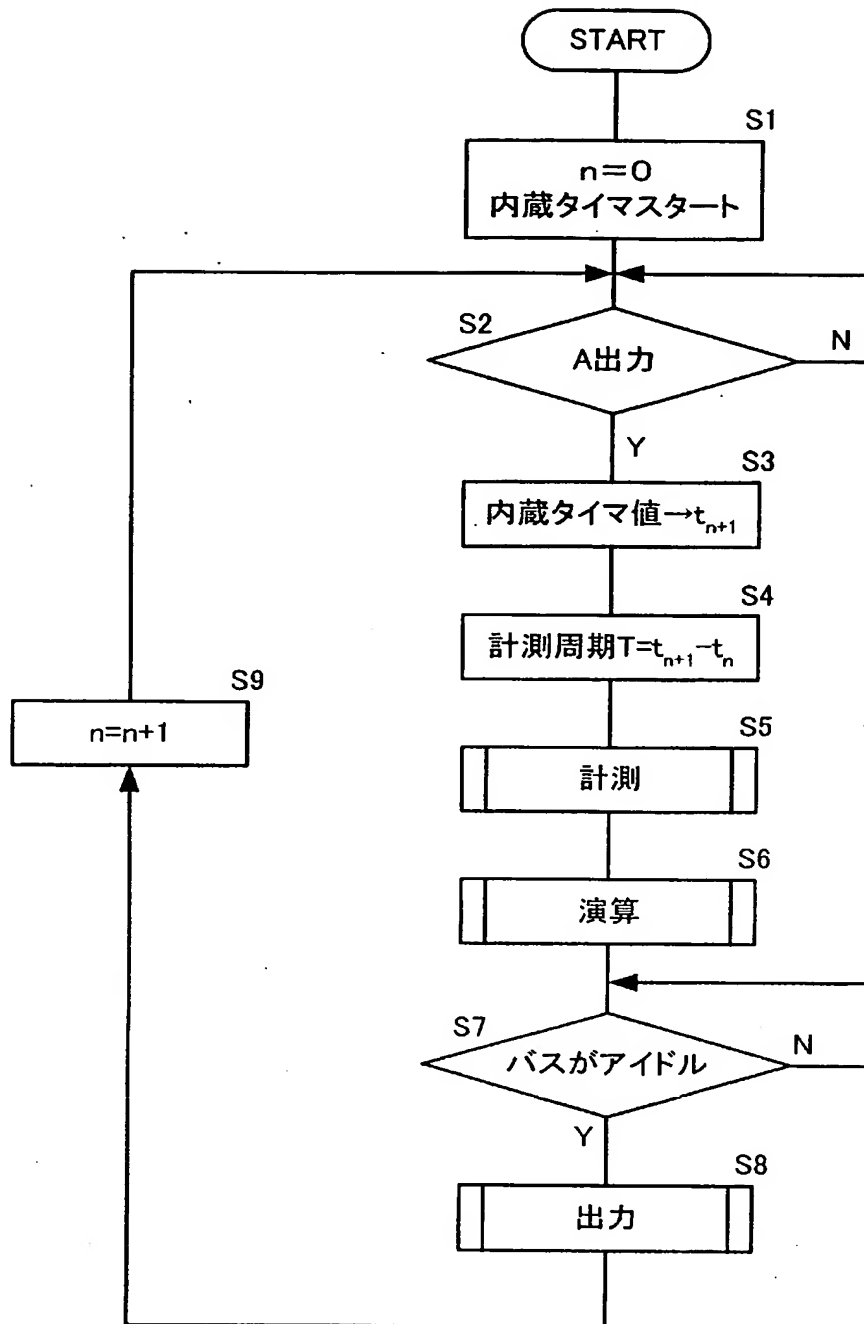 START
S1
n=0
内蔵タイマスタート
S2
A出力
N
Y
S3
内蔵タイマ値→tn+1
S4
計測周期T=tn+1-tn
S9
n=n+1
S5
計測
S6
演算
S7
バスがアイドル
N
Y
S8
出力